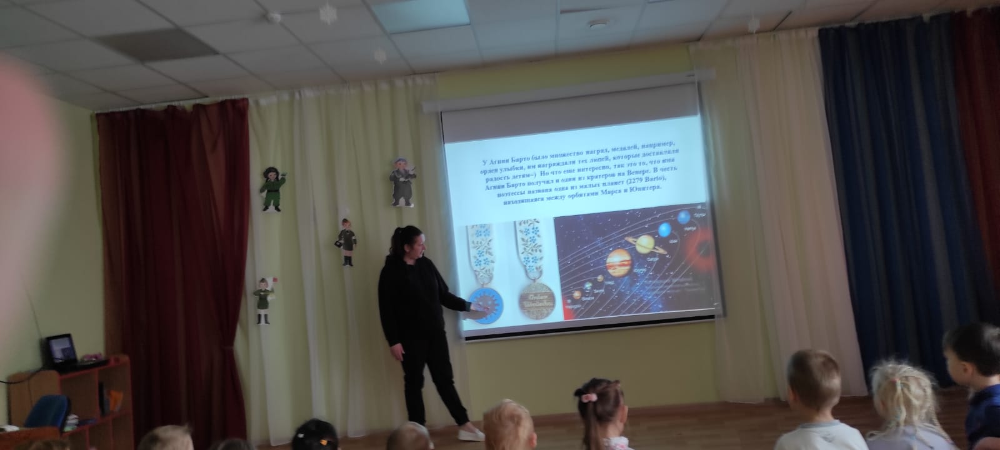 У Агнии Барто было множество наград, медалей, например,
орден улыбки, им награждали тех людей, которые доставляли
радость детям=) Но что еще интересно, так это то, что имя
Агнии Барто получил и один из кратеров на Венере. В честь
поэтессы названа одна из малых планет (2279 Barto),
находящаяся между орбитами Марса и Юпитера.